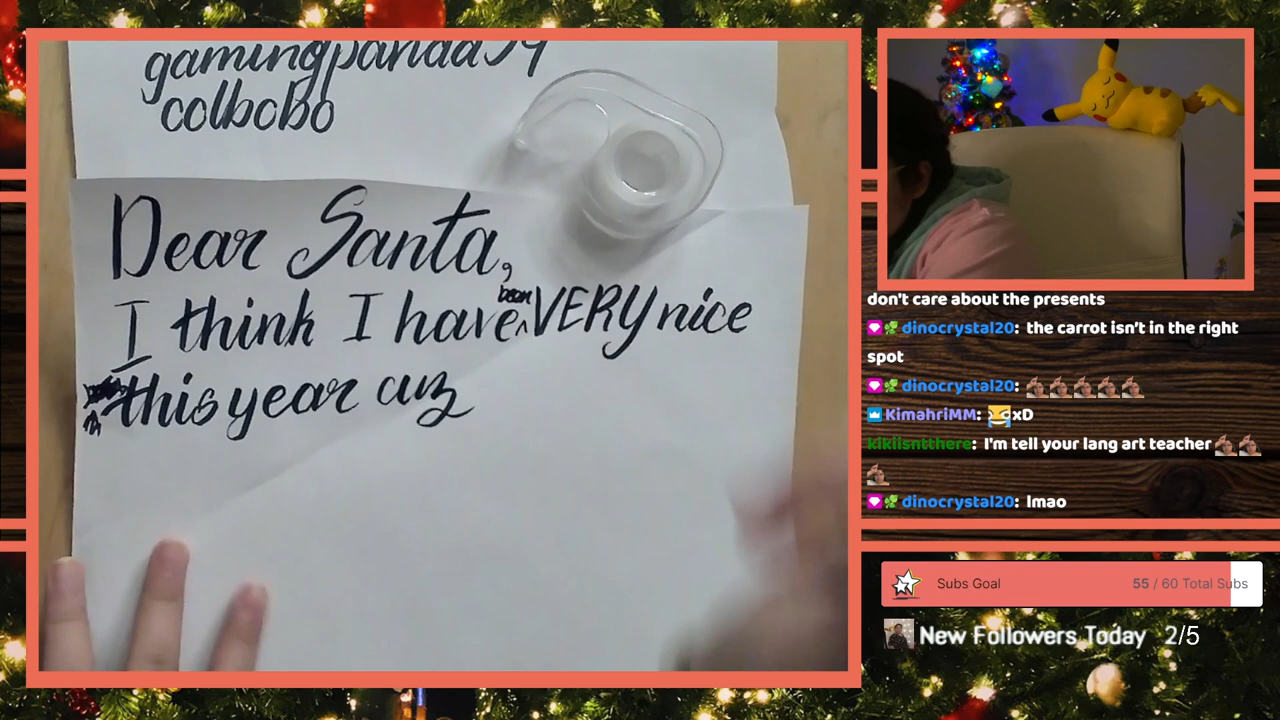 gamingpanda
colbobo
Dear Santa,
been
I think I have ^ VERY nice
this year cuz
don't care about the presents
dinocrystal20: the carrot isn't in the right
spot
dinocrystal20:
KimahriMM: xD
kikiisntthere: I'm tell your lang art teacher
dinocrystal20: lmao
Subs Goal 55 / 60 Total Subs
New Followers Today 2/5